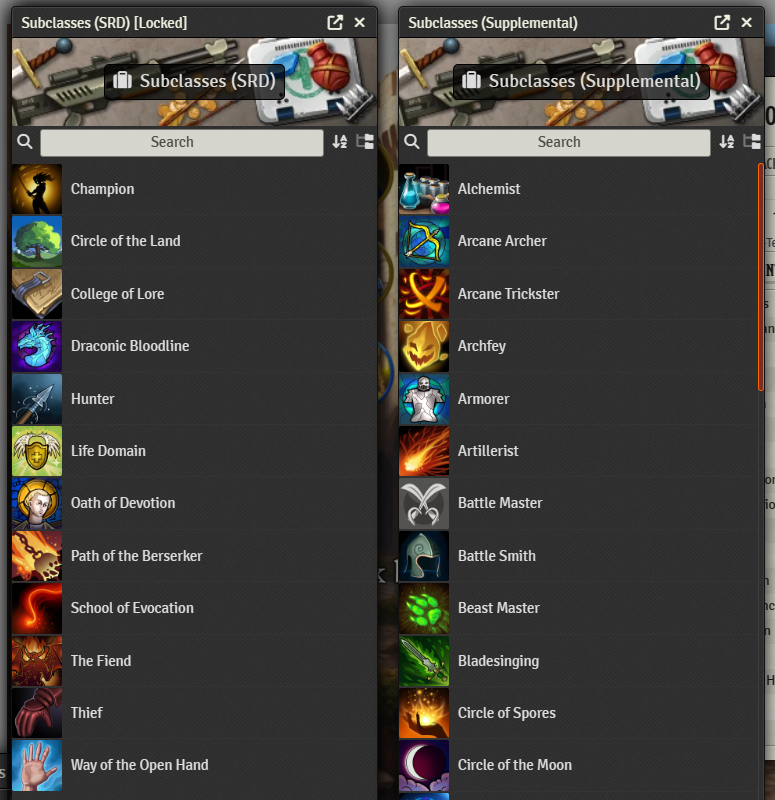 Subclasses (SRD) [Locked]
Subclasses (SRD)
Search
Champion
Circle of the Land
College of Lore
Draconic Bloodline
Hunter
Life Domain
Oath of Devotion
Path of the Berserker
School of Evocation
The Fiend
Thief
Way of the Open Hand
Subclasses (Supplemental)
Subclasses (Supplemental)
Search
Alchemist
Arcane Archer
Arcane Trickster
Archfey
Armorer
Artillerist
Battle Master
Battle Smith
Beast Master
Bladesinging
Circle of Spores
Circle of the Moon